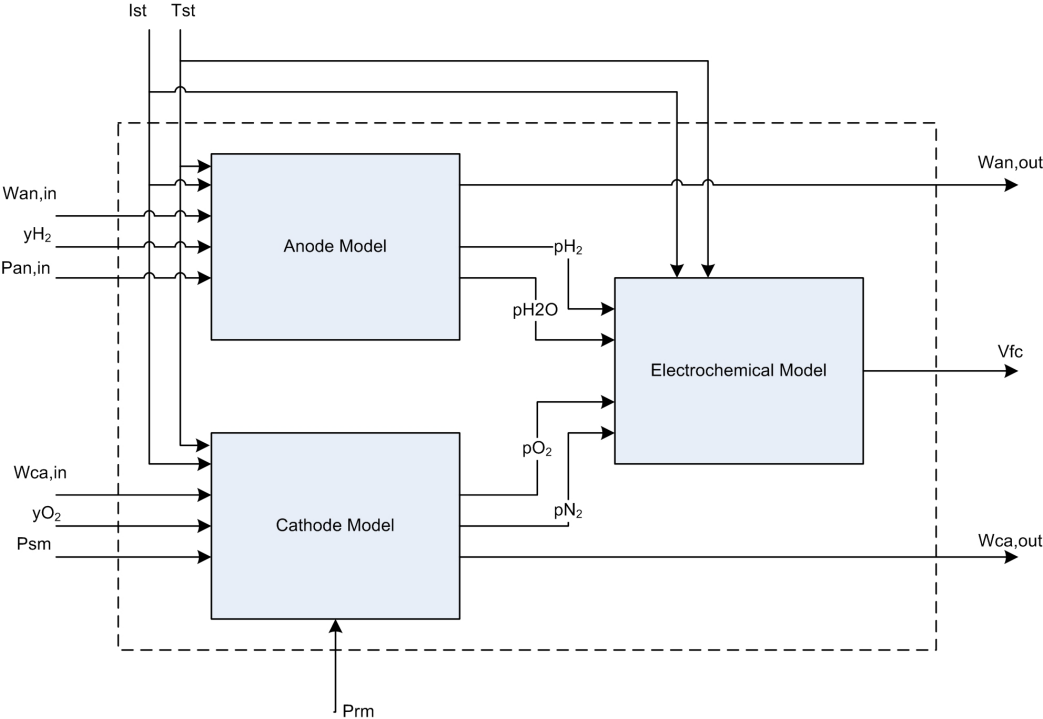 Ist Tst
Wan,out
Wan,in
yH₂
Anode Model
pH₂
Pan,in
pH2O
Vfc
Electrochemical Model
pO₂
Wca,in
pN₂
yO₂
Cathode Model
Psm
Wca,out
Prm